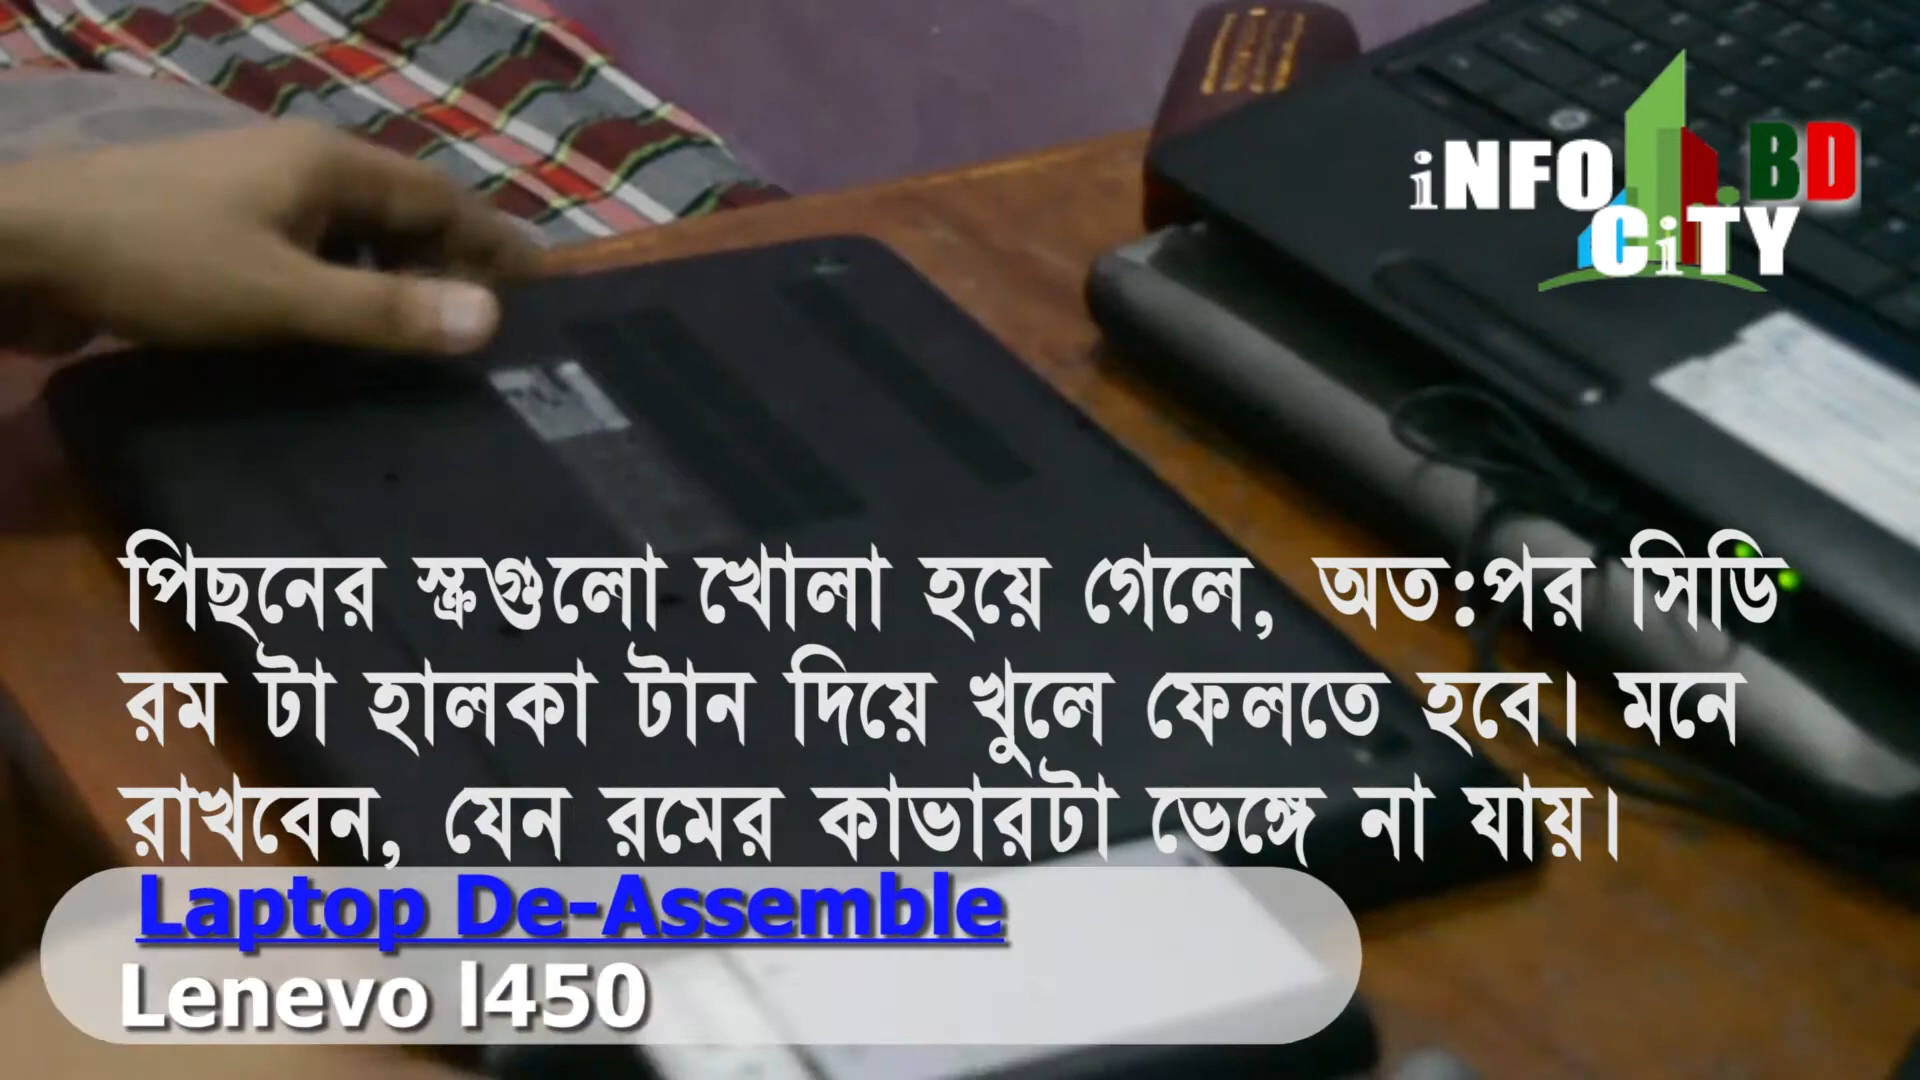 iNFO BD
CiTY
পিছনের স্ক্রগুলো খোলা হয়ে গেলে, অত:পর সিডি
রম টা হালকা টান দিয়ে খুলে ফেলতে হবে। মনে
রাখবেন, যেন রমের কাভারটা ভেঙ্গে না যায়।
Laptop De-Assemble
Lenevo l450